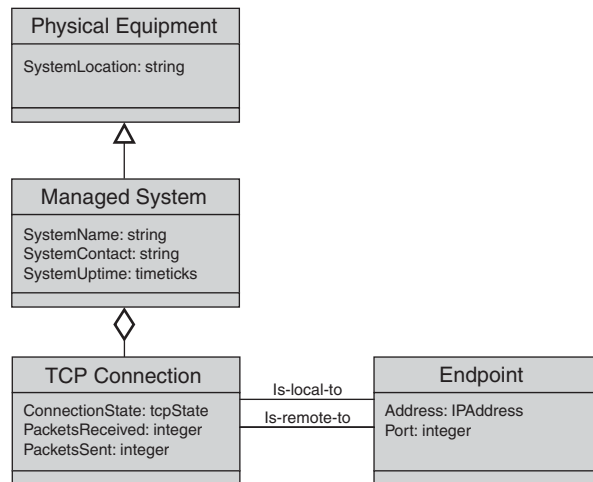 Physical Equipment
SystemLocation: string
Managed System
SystemName: string
SystemContact: string
SystemUptime: timeticks
TCP Connection
ConnectionState: tcpState
PacketsReceived: integer
PacketsSent: integer
Is-local-to
Is-remote-to
Endpoint
Address: IPAddress
Port: integer